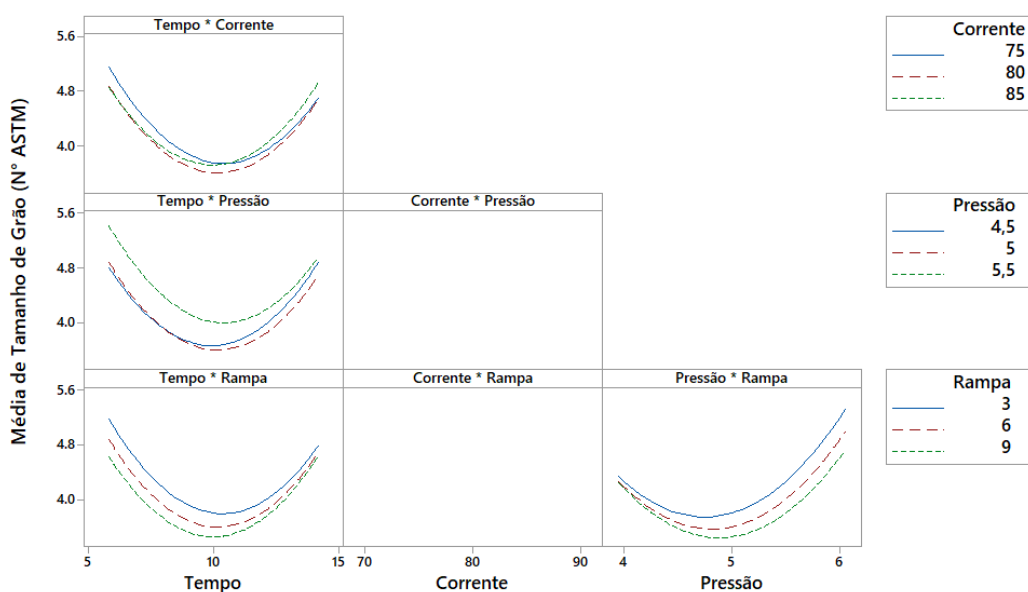 Média de Tamanho de Grão (N° ASTM)
Tempo * Corrente
5.6
4.8
4.0
Corrente
75
80
85
Tempo * Pressão
Corrente * Pressão
5.6
4.8
4.0
Pressão
4,5
5
5,5
Tempo * Rampa
Corrente * Rampa
Pressão * Rampa
5.6
4.8
4.0
Rampa
3
6
9
5 10 15 70 80 90 4 5 6
Tempo Corrente Pressão